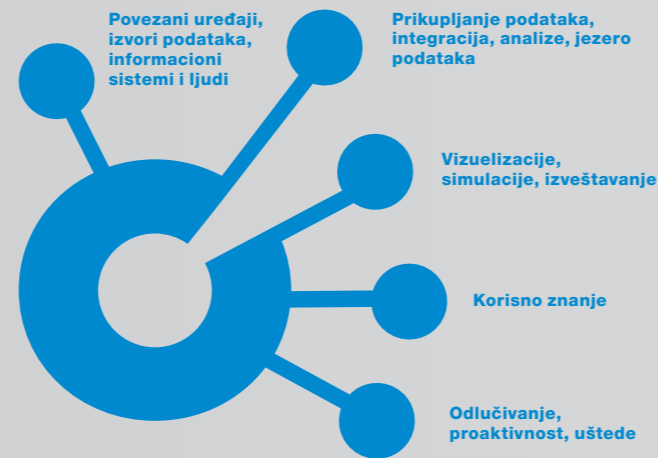 Povezani uređaji,
izvori podataka,
informacioni
sistemi i ljudi
Prikupljanje podataka,
integracija, analize, jezero
podataka
Vizuelizacije,
simulacije, izveštavanje
Korisno znanje
Odlučivanje,
proaktivnost, uštede